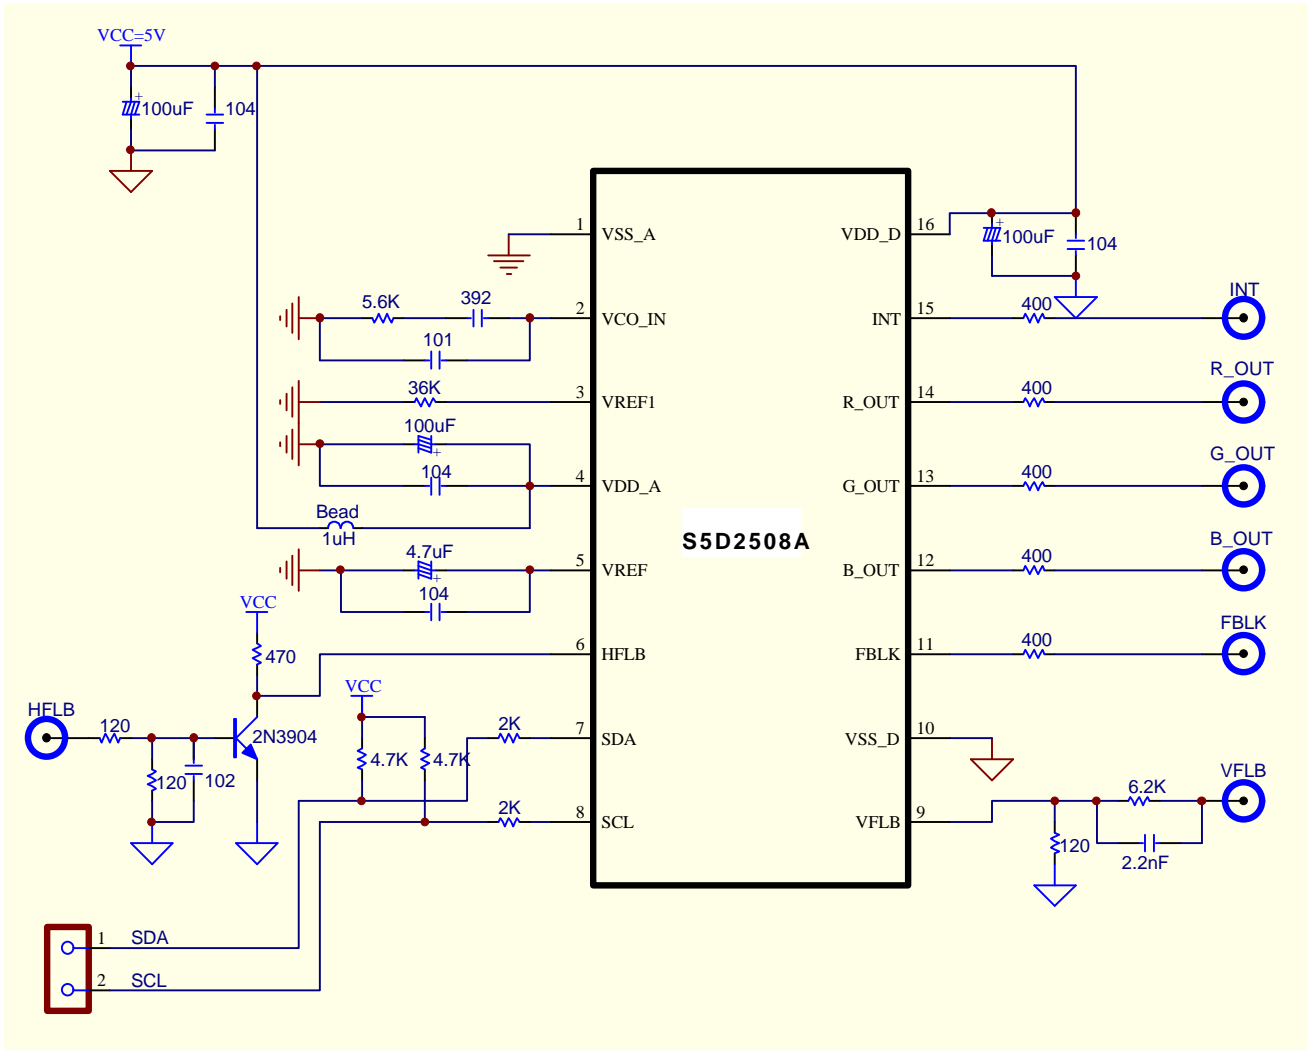 VCC=5V
+
100uF
104
1
VSS_A
VDD_D
16
+
100uF
104
5.6K
392
2
VCO_IN
INT
15
400
INT
101
36K
3
VREF1
R_OUT
14
400
R_OUT
100uF
+
104
4
VDD_A
G_OUT
13
400
G_OUT
Bead
1uH
S5D2508A
4.7uF
+
104
5
VREF
B_OUT
12
400
B_OUT
VCC
470
6
HFLB
FBLK
11
400
FBLK
VCC
HFLB
120
2N3904
120
102
4.7K
4.7K
2K
7
SDA
VSS_D
10
2K
8
SCL
VFLB
9
6.2K
VFLB
120
2.2nF
1
SDA
2
SCL